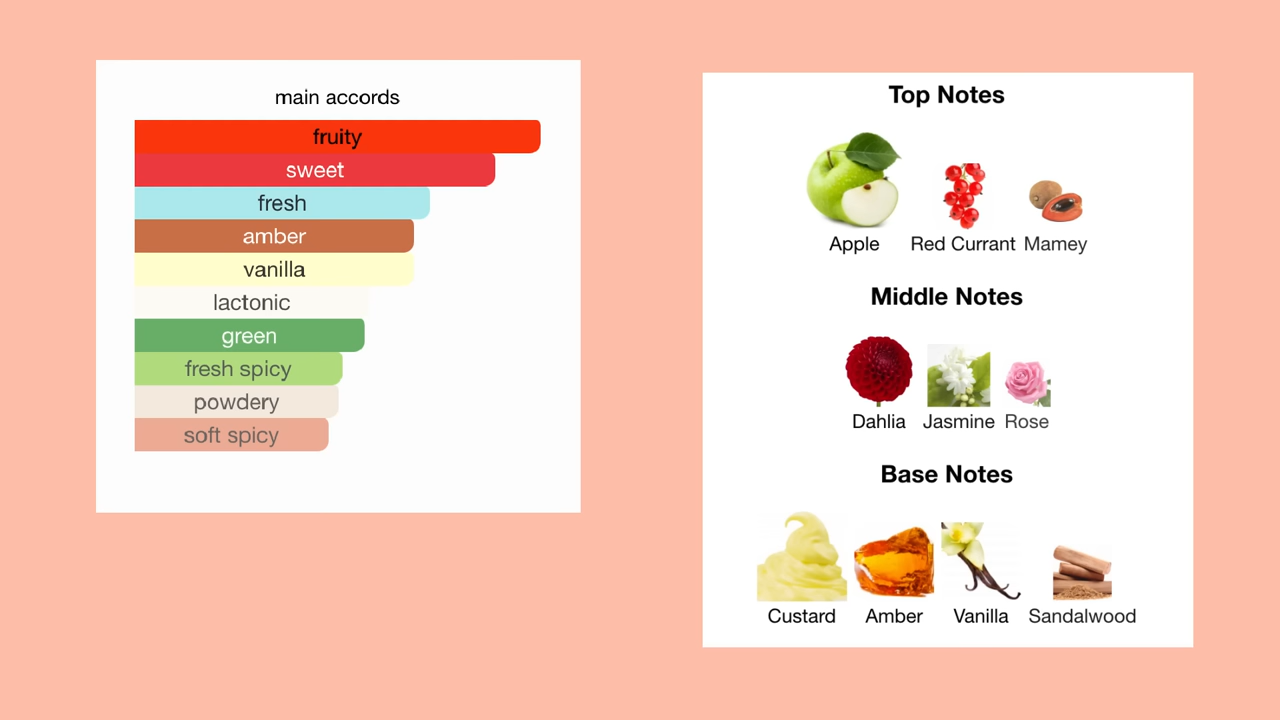 main accords
fruity
sweet
fresh
amber
vanilla
lactonic
green
fresh spicy
powdery
soft spicy
Top Notes
Apple Red Currant Mamey
Middle Notes
Dahlia Jasmine Rose
Base Notes
Custard Amber Vanilla Sandalwood